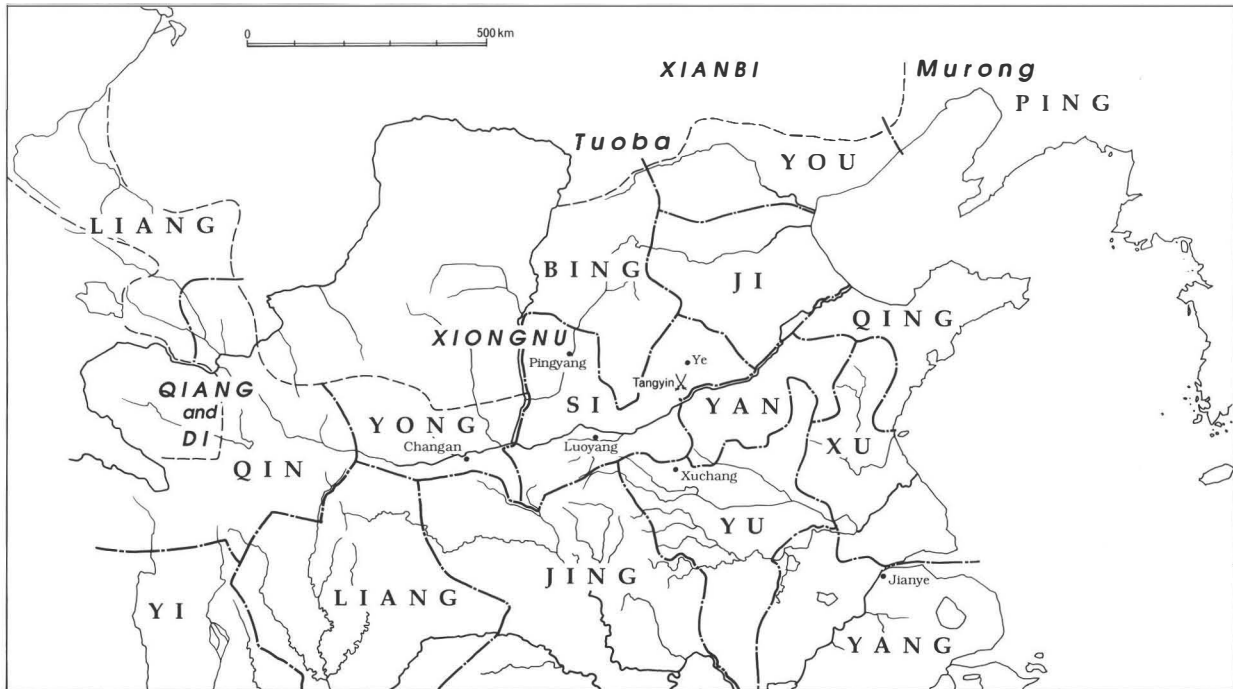 0 500 km
XIANBI
Murong
PING
Tuoba
YOU
LIANG
BING
JI
QING
XIONGNU
Pingyang
Ye
Tangyin
QIANG
and
DI
SI
YAN
YONG
Changan
Luoyang
XU
QIN
Xuchang
YU
JING
Jianye
LIANG
YI
YANG